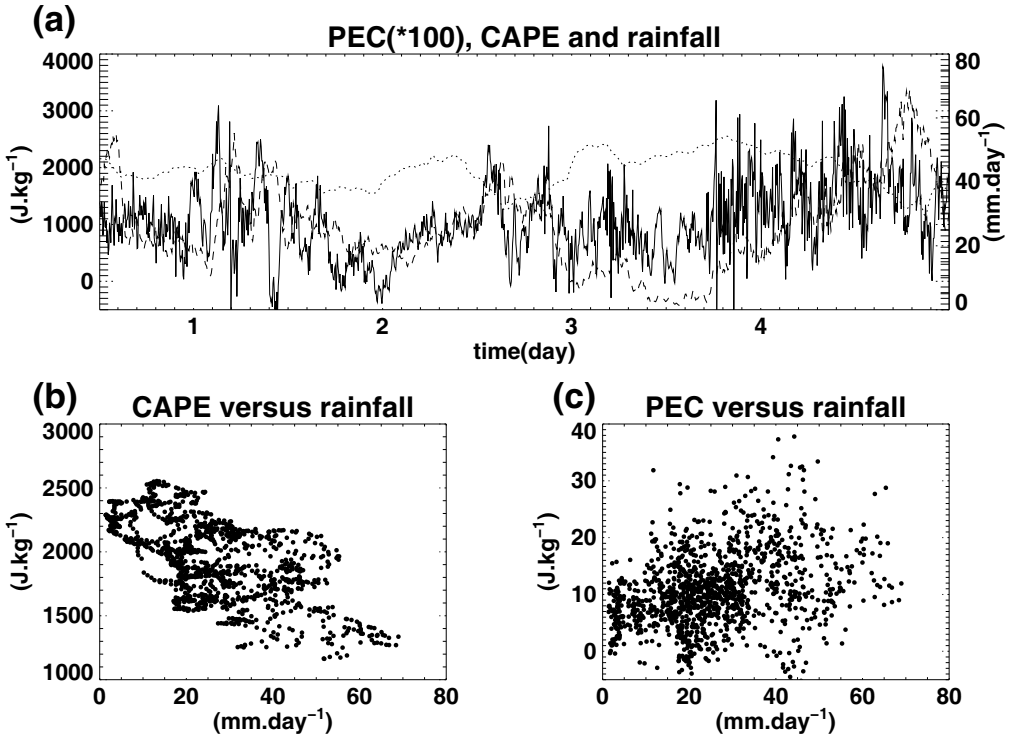 (a)
PEC(*100), CAPE and rainfall
4000
3000
2000
1000
0
(J.kg⁻¹)
80
60
40
20
0
(mm.day⁻¹)
1 2 3 4
time(day)
(b)
CAPE versus rainfall
3000
2500
2000
1500
1000
(J.kg⁻¹)
0 20 40 60 80
(mm.day⁻¹)
(c)
PEC versus rainfall
40
30
20
10
0
(J.kg⁻¹)
0 20 40 60 80
(mm.day⁻¹)